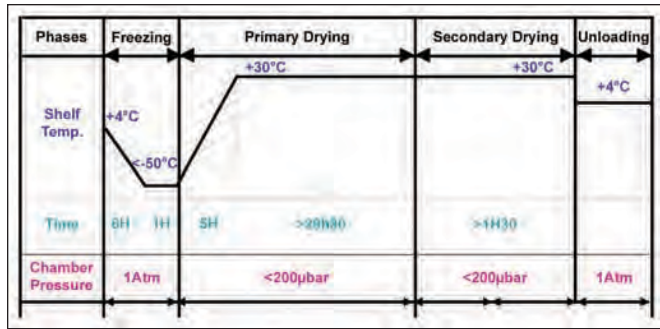 Phases Freezing Primary Drying Secondary Drying Unloading
+30°C +30°C
+4°C
Shelf
Temp. +4°C
<-50°C
Time 6H 1H 5H >29h30 >1H30
Chamber
Pressure 1Atm <200µbar <200µbar 1Atm